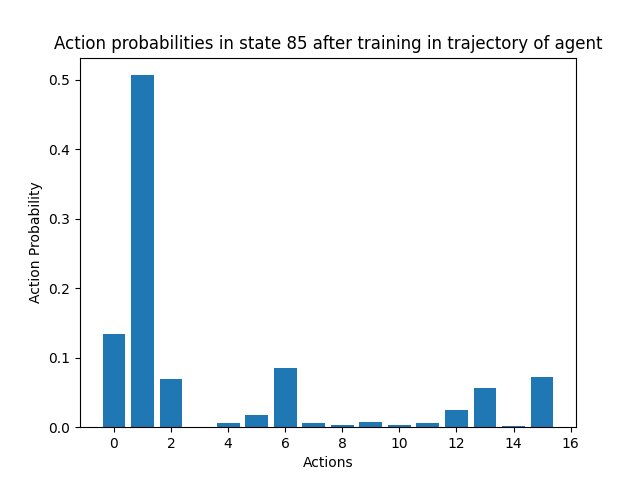 Action probabilities in state 85 after training in trajectory of agent
0.5
0.4
0.3
0.2
0.1
0.0
Action Probability
0 2 4 6 8 10 12 14 16
Actions